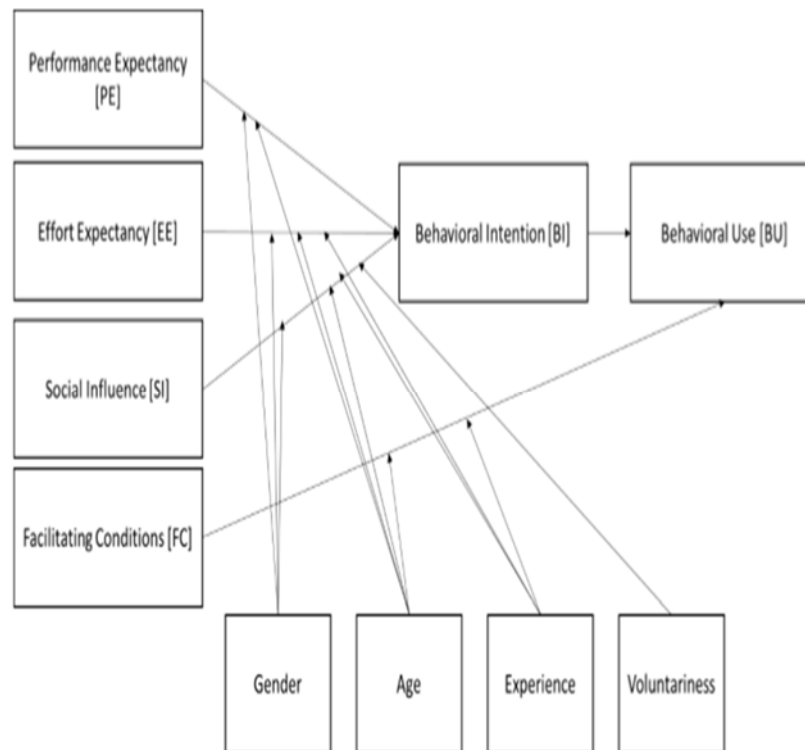 Performance Expectancy
[PE]
Effort Expectancy [EE]
Behavioral Intention [BI]
Behavioral Use [BU]
Social Influence [SI]
Facilitating Conditions [FC]
Gender
Age
Experience
Voluntariness